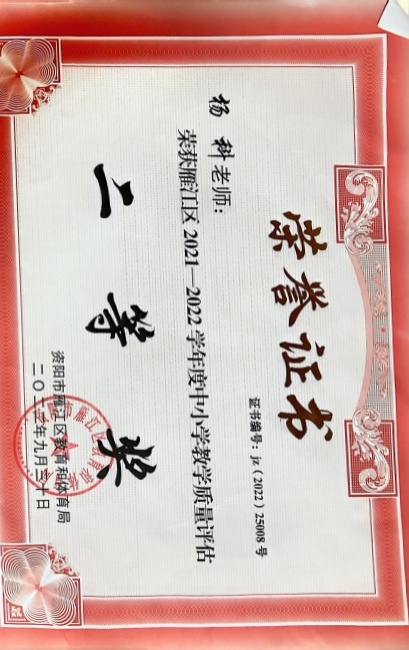 荣誉证书
证书编号：jz（2022）25008号
杨科老师：
荣获雁江区2021—2022学年度中小学教学质量评估
二等奖
资阳市雁江区教育和体育局
二〇二二年九月三十日